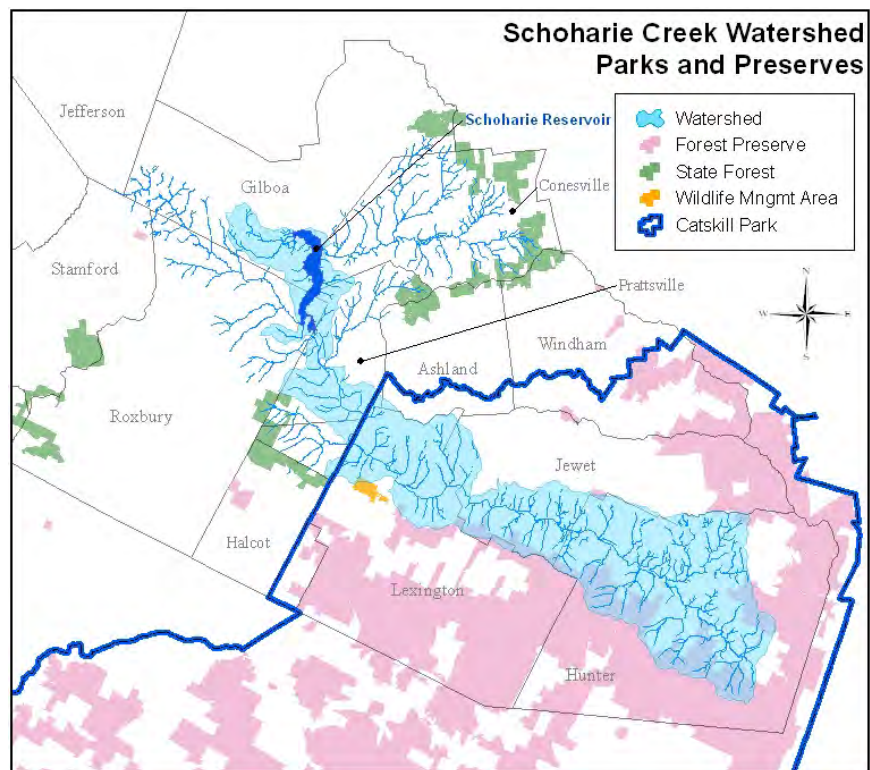 Schoharie Creek Watershed
Parks and Preserves
Watershed
Forest Preserve
State Forest
Wildlife Mngmt Area
Catskill Park
Jefferson
Schoharie Reservoir
Gilboa
Conesville
Stamford
Prattsville
N
W
E
S
Ashland
Windham
Roxbury
Jewet
Halcot
Lexington
Hunter